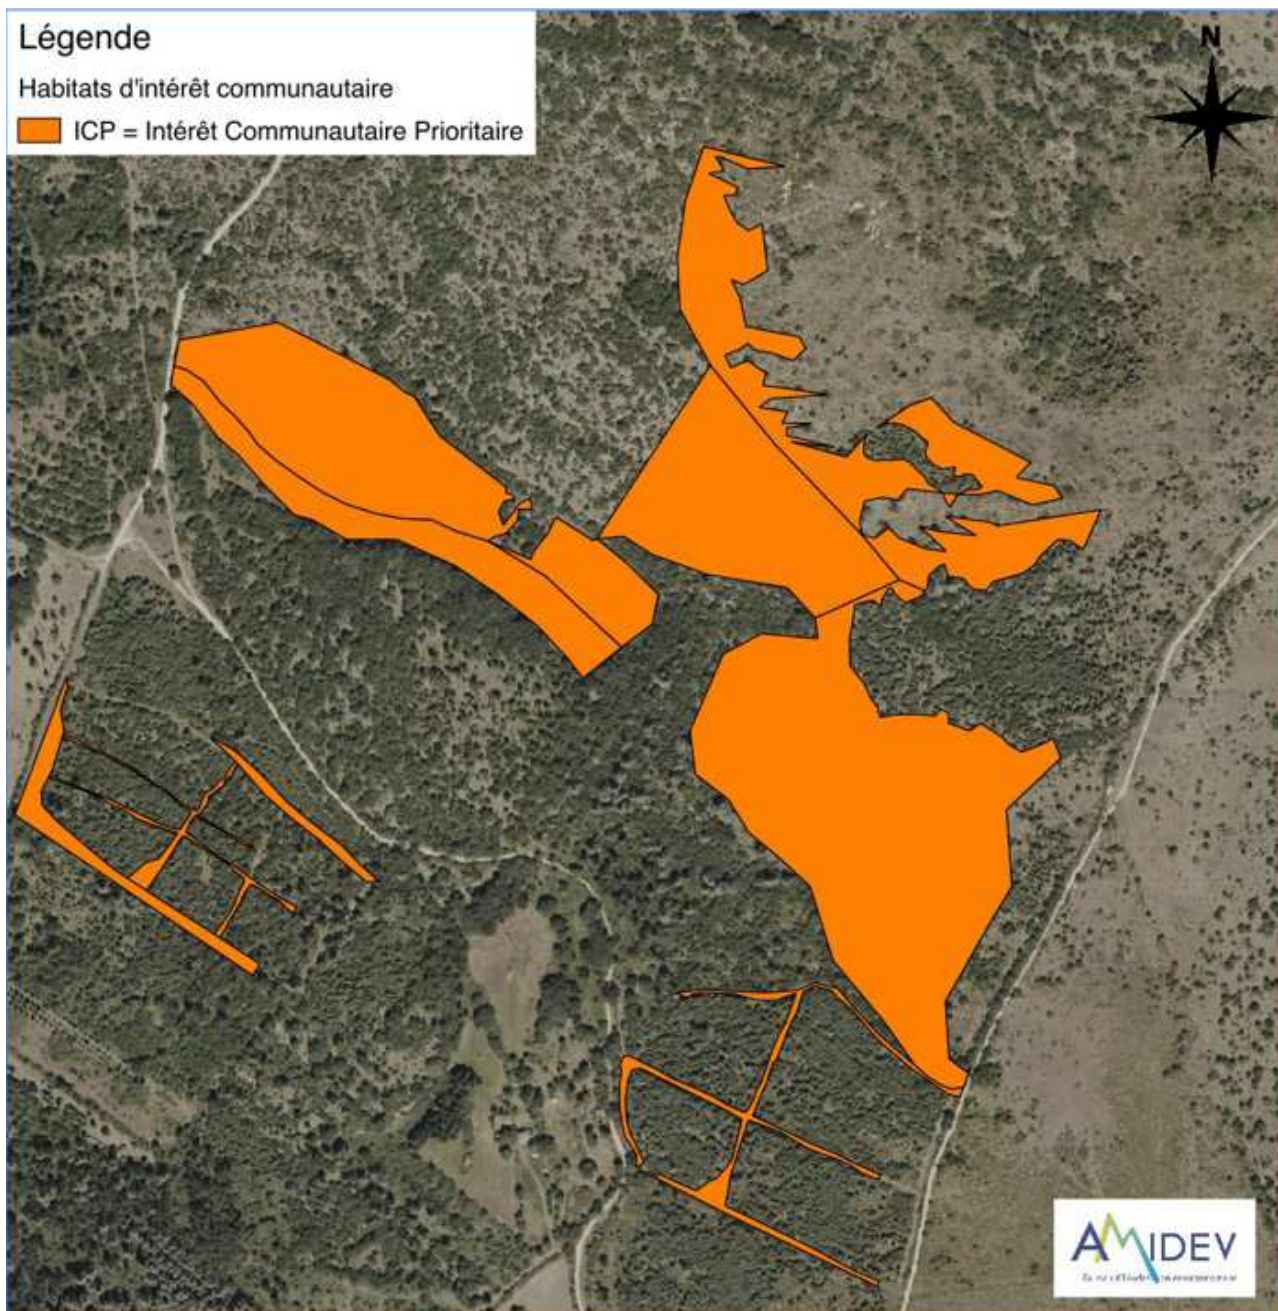 Légende
Habitats d'intérêt communautaire
ICP = Intérêt Communautaire Prioritaire
N
AMIDEV